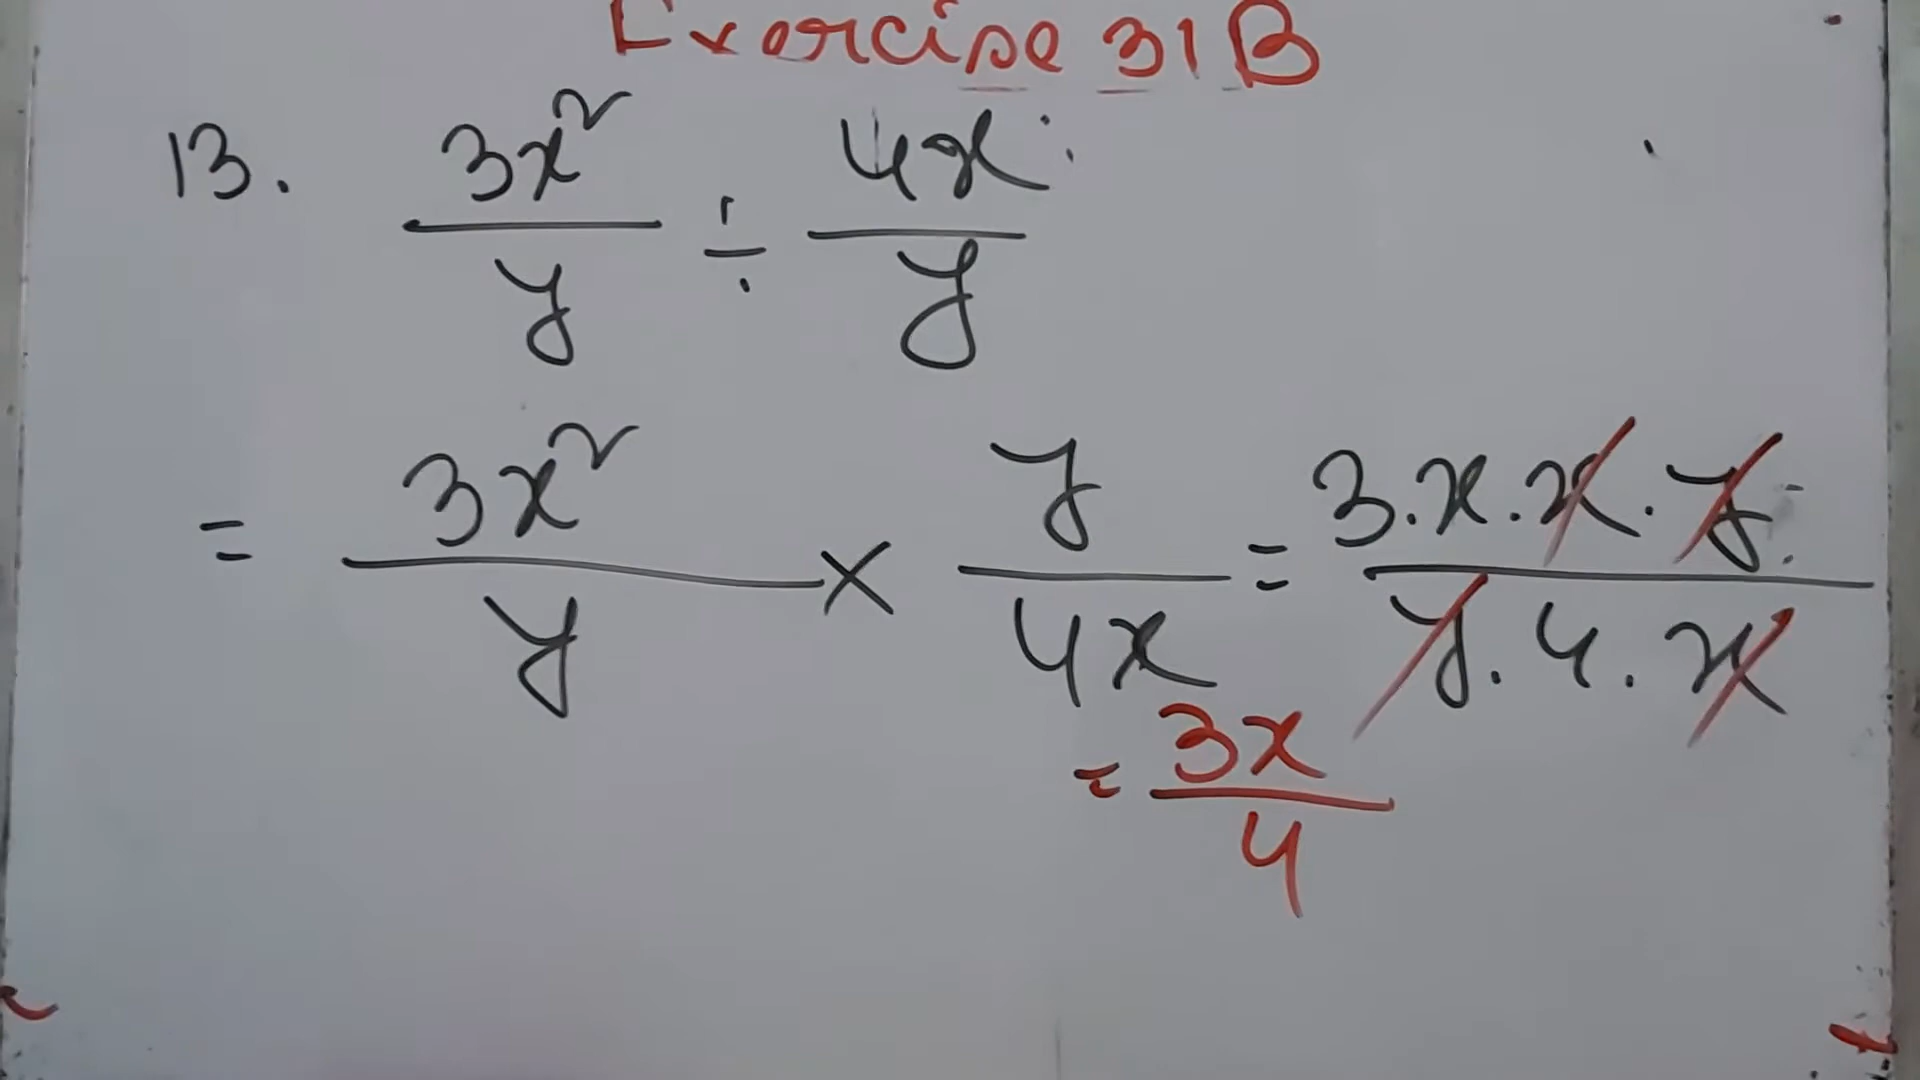 Exercise 31B
13. 3x²/y ÷ 4x/y
= 3x²/y × y/4x = 3.x.x.y/y.4.x
= 3x/4